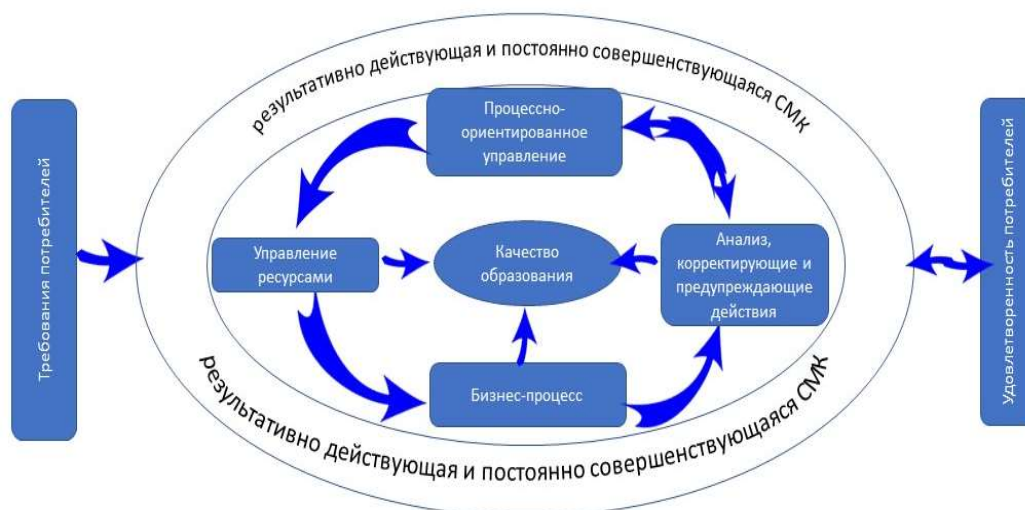 результативно действующая и постоянно совершенствующаяся СМК
Процессно-
ориентированное
управление
Требования потребителей
Управление
ресурсами
Качество
образования
Анализ,
корректирующие и
предупреждающие
действия
Удовлетворенность потребителей
Бизнес-процесс
результативно действующая и постоянно совершенствующаяся СМК